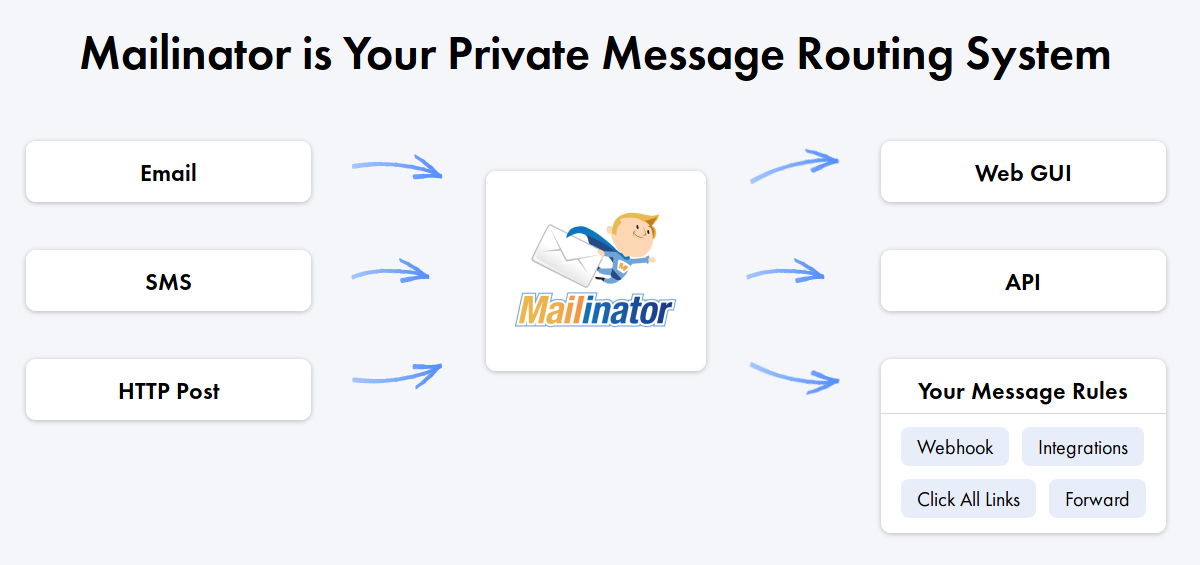 Mailinator is Your Private Message Routing System
Email
SMS
HTTP Post
Mailinator
Web GUI
API
Your Message Rules
Webhook
Integrations
Click All Links
Forward